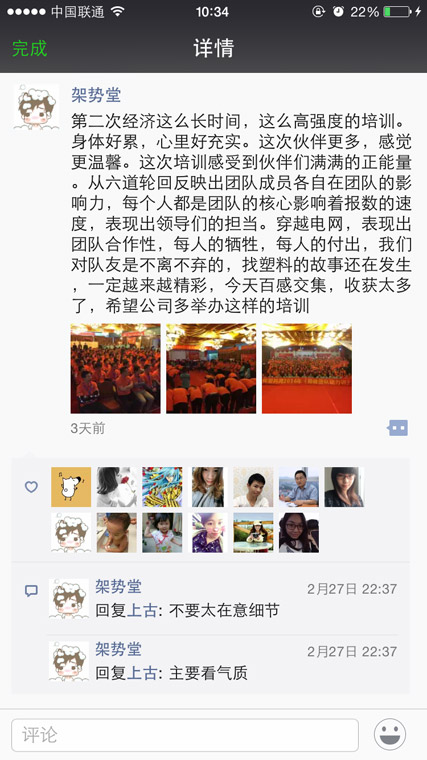 中国联通
10:34
22%
完成
详情
架势堂
第二次经济这么长时间，这么高强度的培训。
身体好累，心里好充实。这次伙伴更多，感觉
更温馨。这次培训感受到伙伴们满满的正能量
。从六道轮回反映出团队成员各自在团队的影
响力，每个人都是团队的核心影响着报数的速
度，表现出领导们的担当。穿越电网，表现出
团队合作性，每人的牺牲，每人的付出，我们
对队友是不离不弃的，找塑料的故事还在发生
，一定越来越精彩，今天百感交集，收获太多
了，希望公司多举办这样的培训
3天前
架势堂
2月27日 22:37
回复上古: 不要太在意细节
架势堂
2月27日 22:37
回复上古: 主要看气质
评论